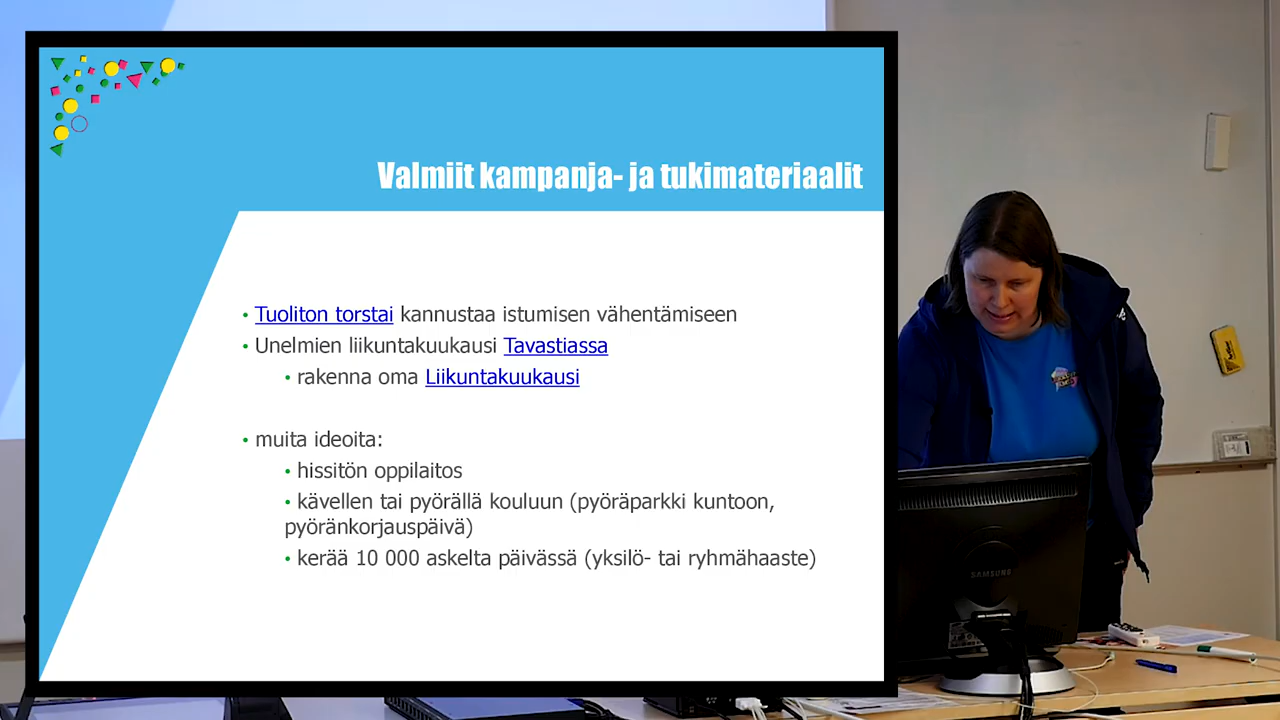 Valmiit kampanja- ja tukimateriaalit
• Tuoliton torstai kannustaa istumisen vähentämiseen
• Unelmien liikuntakuukausi Tavastiassa
• rakenna oma Liikuntakuukausi
• muita ideoita:
• hissitön oppilaitos
• kävellen tai pyörällä kouluun (pyöräparkki kuntoon,
pyöränkorjauspäivä)
• kerää 10 000 askelta päivässä (yksilö- tai ryhmähaaste)
SAMSUNG